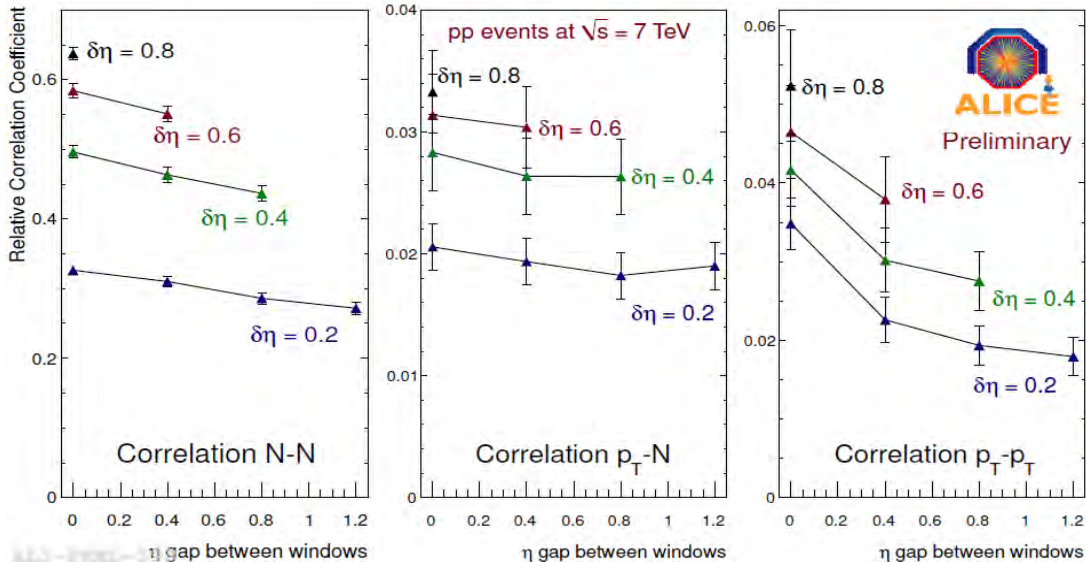 Relative Correlation Coefficient
0.6
0.4
0.2
0
δη = 0.8
δη = 0.6
δη = 0.4
δη = 0.2
Correlation N-N
0 0.2 0.4 0.6 0.8 1 1.2
η gap between windows
0.04
0.03
0.02
0.01
0
pp events at √s = 7 TeV
δη = 0.8
δη = 0.6
δη = 0.4
δη = 0.2
Correlation p_T-N
0 0.2 0.4 0.6 0.8 1 1.2
η gap between windows
0.06
0.04
0.02
0
δη = 0.8
ALICE
Preliminary
δη = 0.6
δη = 0.4
δη = 0.2
Correlation p_T-p_T
0 0.2 0.4 0.6 0.8 1 1.2
η gap between windows